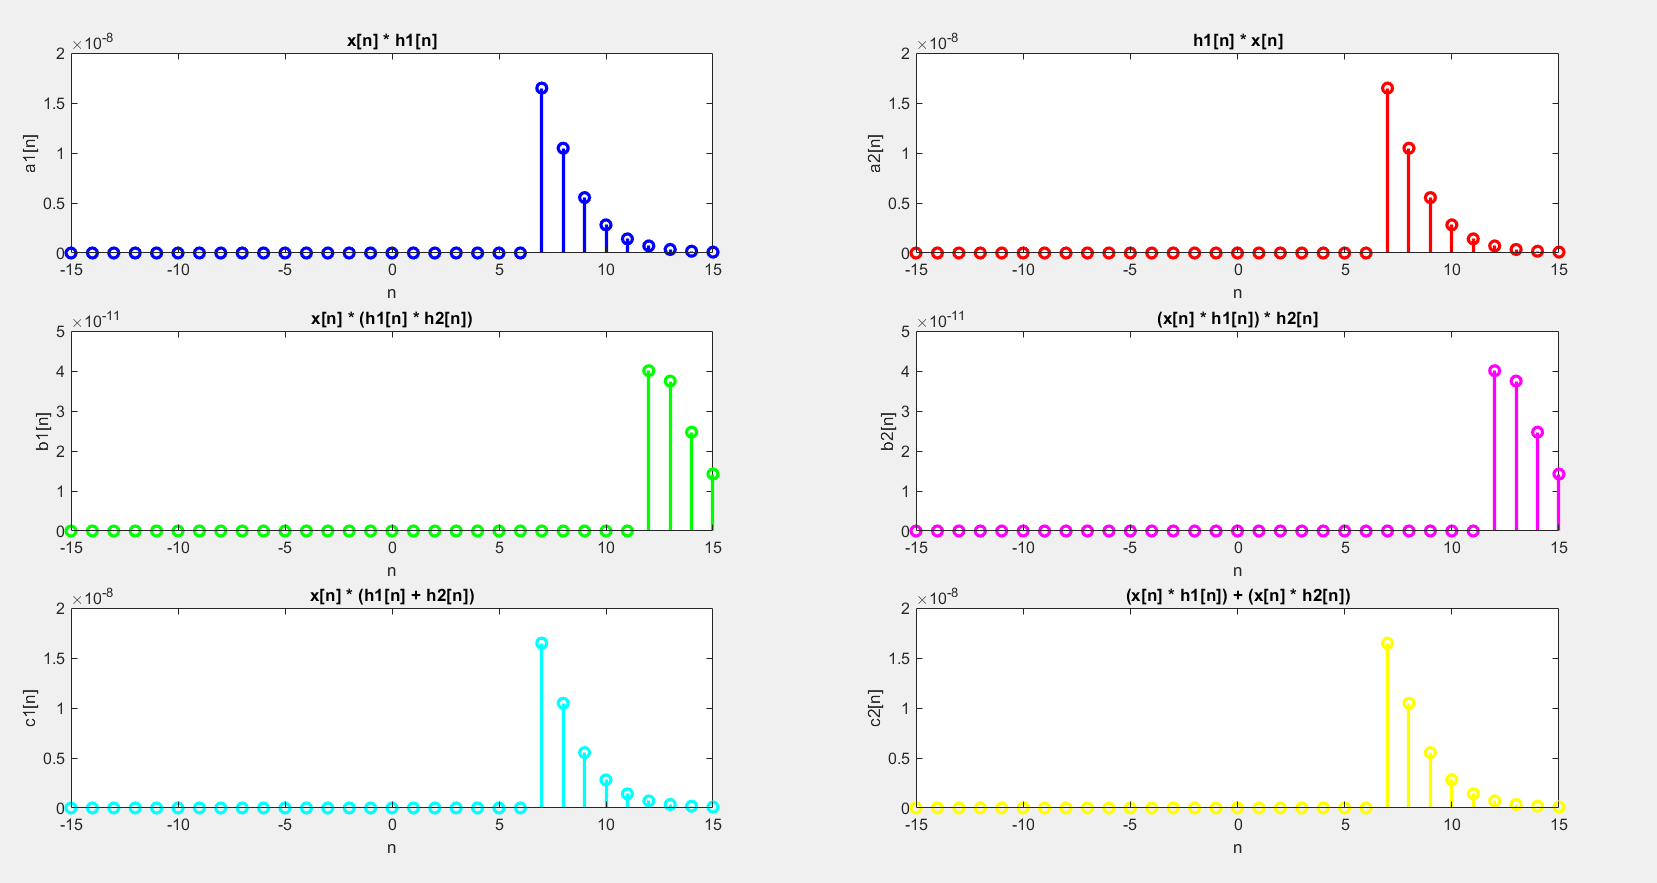 x[n] * h1[n]
×10-8
2
1.5
1
0.5
0
a1[n]
-15 -10 -5 0 5 10 15
n
h1[n] * x[n]
×10-8
2
1.5
1
0.5
0
a2[n]
-15 -10 -5 0 5 10 15
n
x[n] * (h1[n] * h2[n])
×10-11
5
4
3
2
1
0
b1[n]
-15 -10 -5 0 5 10 15
n
(x[n] * h1[n]) * h2[n]
×10-11
5
4
3
2
1
0
b2[n]
-15 -10 -5 0 5 10 15
n
x[n] * (h1[n] + h2[n])
×10-8
2
1.5
1
0.5
0
c1[n]
-15 -10 -5 0 5 10 15
n
(x[n] * h1[n]) + (x[n] * h2[n])
×10-8
2
1.5
1
0.5
0
c2[n]
-15 -10 -5 0 5 10 15
n